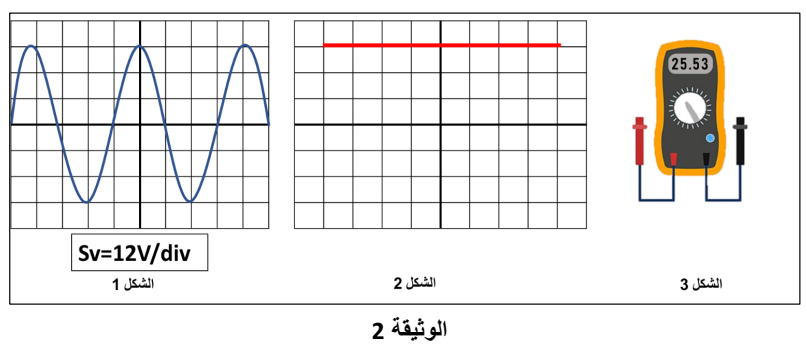 25.53
Sv=12V/div
الشكل 1
الشكل 2
الشكل 3
الوثيقة 2